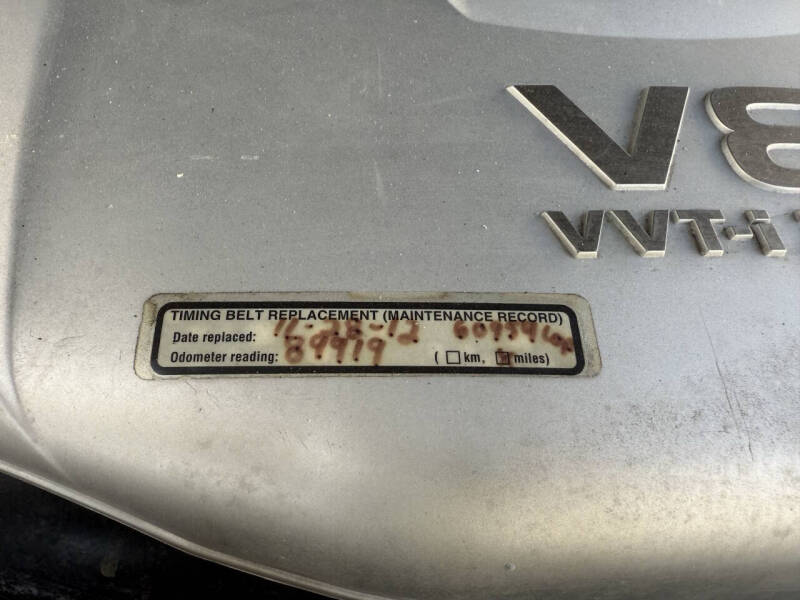 V8
VVT-i
TIMING BELT REPLACEMENT (MAINTENANCE RECORD)
Date replaced: 11-28-12
Odometer reading: 89919 ( km, miles)